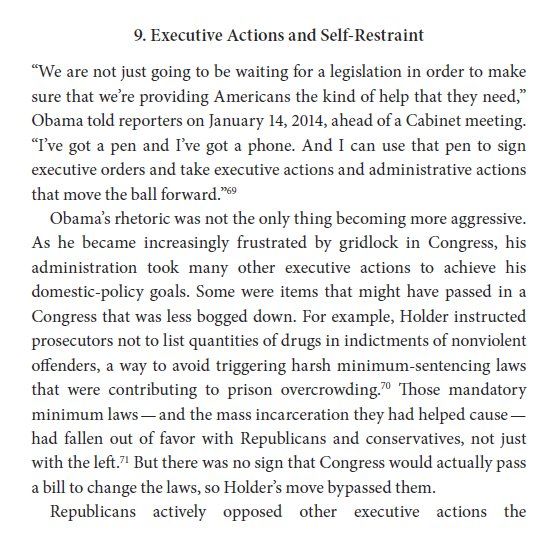 9. Executive Actions and Self-Restraint
“We are not just going to be waiting for a legislation in order to make
sure that we’re providing Americans the kind of help that they need,”
Obama told reporters on January 14, 2014, ahead of a Cabinet meeting.
“I’ve got a pen and I’ve got a phone. And I can use that pen to sign
executive orders and take executive actions and administrative actions
that move the ball forward.”69
Obama’s rhetoric was not the only thing becoming more aggressive.
As he became increasingly frustrated by gridlock in Congress, his
administration took many other executive actions to achieve his
domestic-policy goals. Some were items that might have passed in a
Congress that was less bogged down. For example, Holder instructed
prosecutors not to list quantities of drugs in indictments of nonviolent
offenders, a way to avoid triggering harsh minimum-sentencing laws
that were contributing to prison overcrowding.70 Those mandatory
minimum laws — and the mass incarceration they had helped cause —
had fallen out of favor with Republicans and conservatives, not just
with the left.71 But there was no sign that Congress would actually pass
a bill to change the laws, so Holder’s move bypassed them.
Republicans actively opposed other executive actions the